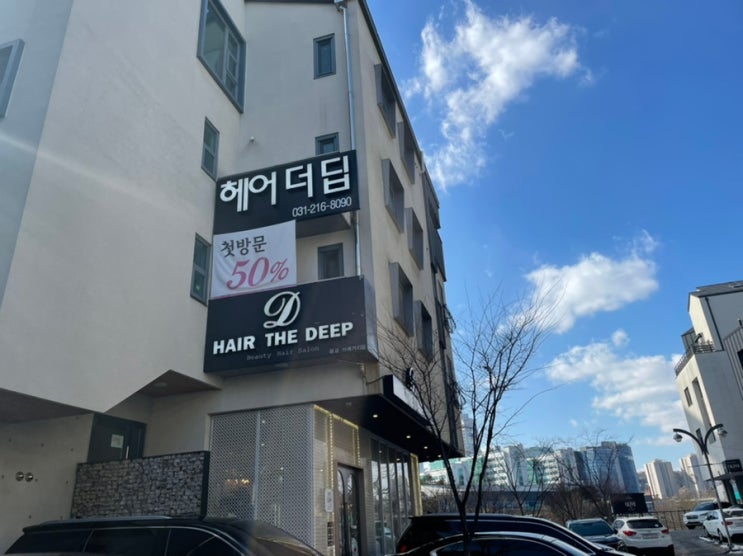 헤어 더 딥
031-216-8090
첫방문
50%
D
HAIR THE DEEP
Beauty Hair Salon